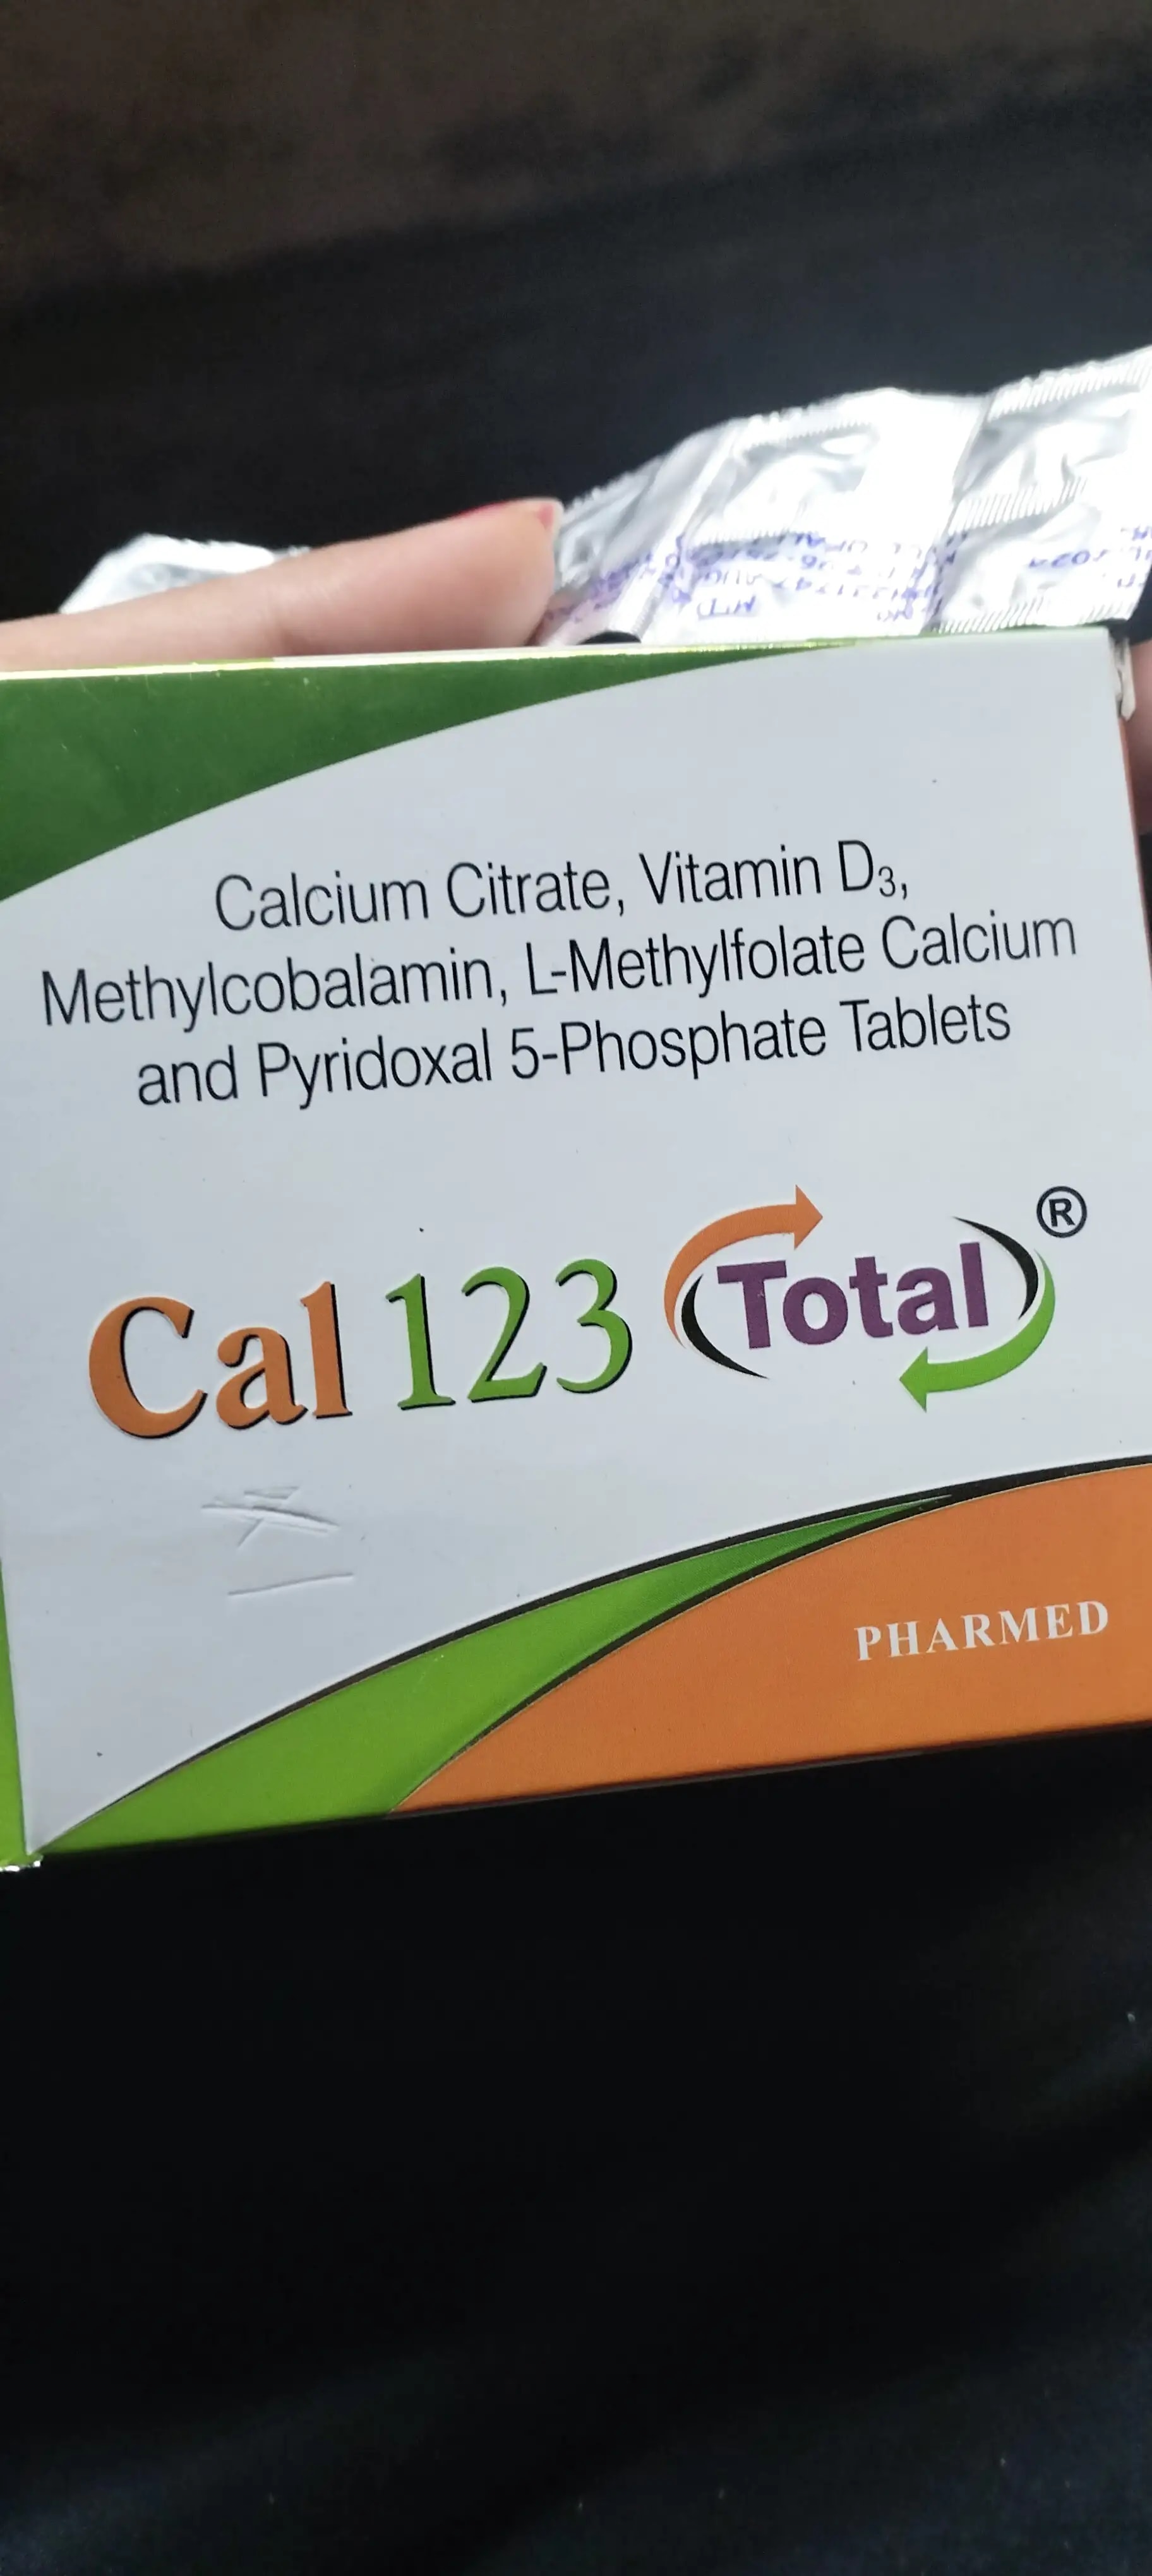 Calcium Citrate, Vitamin D₃,
Methylcobalamin, L-Methylfolate Calcium
and Pyridoxal 5-Phosphate Tablets
Cal 123 Total ®
PHARMED